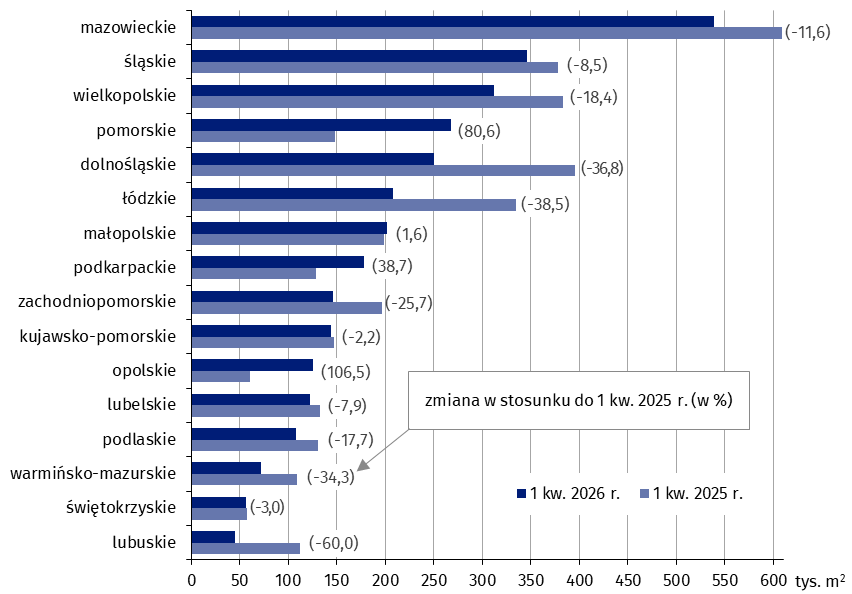 mazowieckie (-11,6)
śląskie (-8,5)
wielkopolskie (-18,4)
pomorskie (80,6)
dolnośląskie (-36,8)
łódzkie (-38,5)
małopolskie (1,6)
podkarpackie (38,7)
zachodniopomorskie (-25,7)
kujawsko-pomorskie (-2,2)
opolskie (106,5)
zmiana w stosunku do 1 kw. 2025 r. (w %)
lubelskie (-7,9)
podlaskie (-17,7)
warmińsko-mazurskie (-34,3)
1 kw. 2026 r. 1 kw. 2025 r.
świętokrzyskie (-3,0)
lubuskie (-60,0)
0 50 100 150 200 250 300 350 400 450 500 550 600 tys. m²